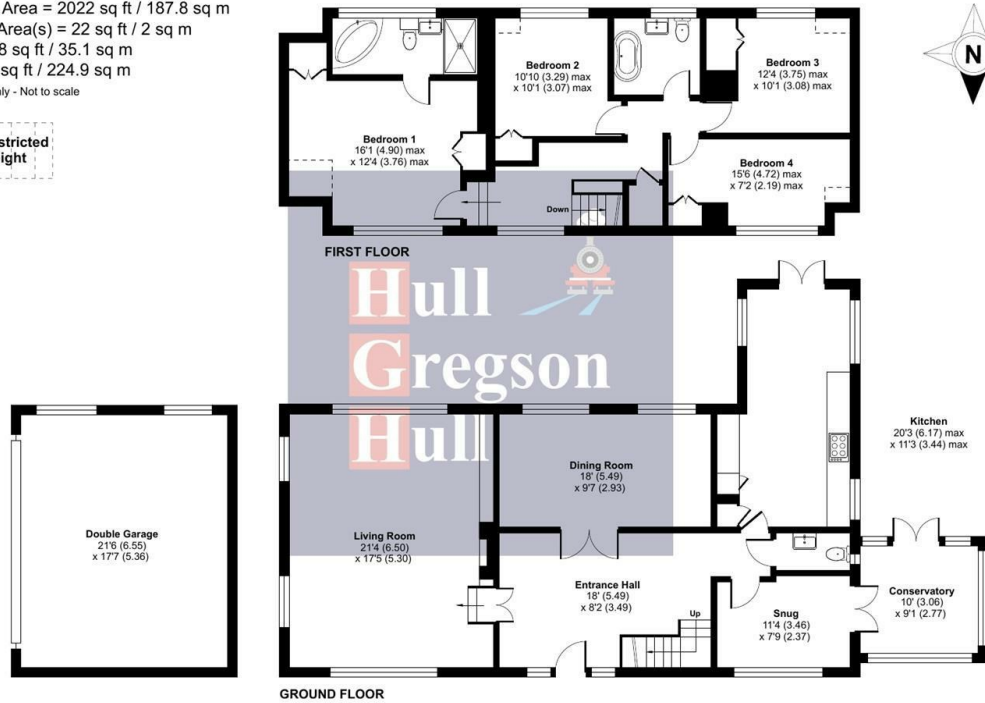 Area = 2022 sq ft / 187.8 sq m
Area(s) = 22 sq ft / 2 sq m
8 sq ft / 35.1 sq m
sq ft / 224.9 sq m
ly - Not to scale
stricted
ight
N
Bedroom 2
10'10 (3.29) max
x 10'1 (3.07) max
Bedroom 3
12'4 (3.75) max
x 10'1 (3.08) max
Bedroom 1
16'1 (4.90) max
x 12'4 (3.76) max
Bedroom 4
15'6 (4.72) max
x 7'2 (2.19) max
Down
FIRST FLOOR
Hull
Gregson
Hull
Kitchen
20'3 (6.17) max
x 11'3 (3.44) max
Dining Room
18' (5.49)
x 9'7 (2.93)
Double Garage
21'6 (6.55)
x 17'7 (5.36)
Living Room
21'4 (6.50)
x 17'5 (5.30)
Entrance Hall
18' (5.49)
x 8'2 (3.49)
Up
Snug
11'4 (3.46)
x 7'9 (2.37)
Conservatory
10' (3.06)
x 9'1 (2.77)
GROUND FLOOR